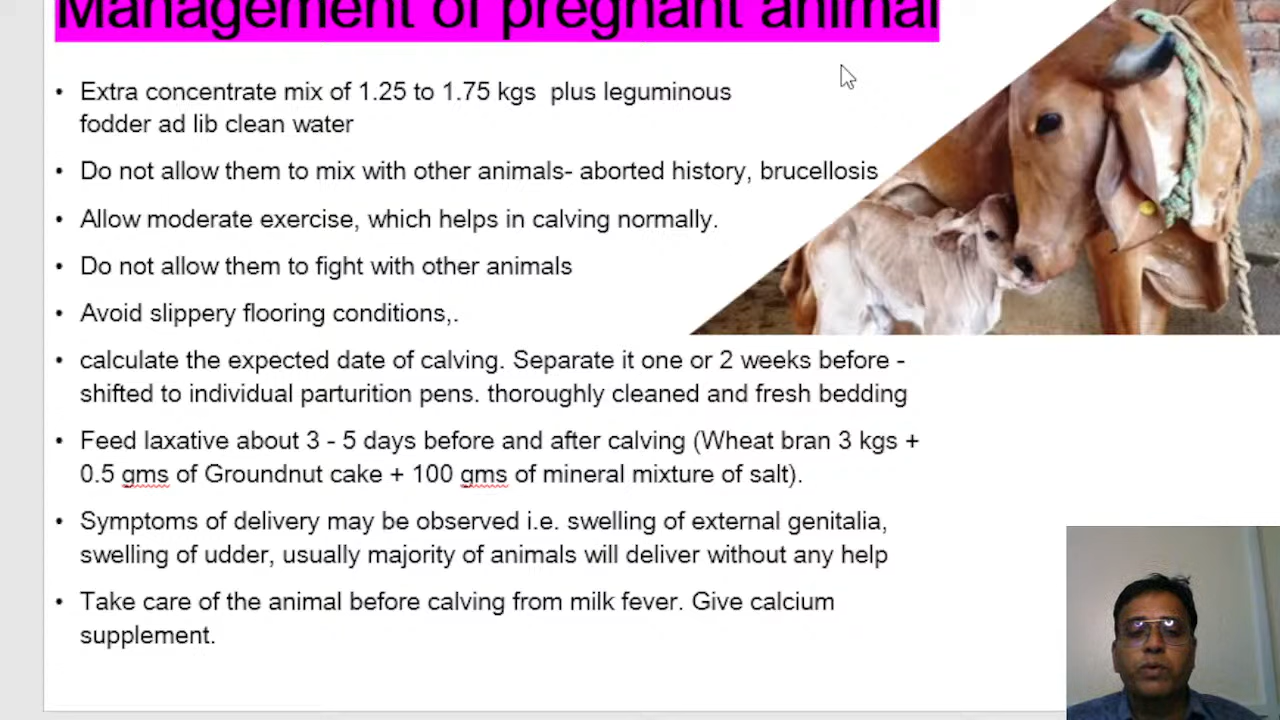 Management of pregnant animal
• Extra concentrate mix of 1.25 to 1.75 kgs  plus leguminous
fodder ad lib clean water
• Do not allow them to mix with other animals- aborted history, brucellosis
• Allow moderate exercise, which helps in calving normally.
• Do not allow them to fight with other animals
• Avoid slippery flooring conditions,.
• calculate the expected date of calving. Separate it one or 2 weeks before -
shifted to individual parturition pens. thoroughly cleaned and fresh bedding
• Feed laxative about 3 - 5 days before and after calving (Wheat bran 3 kgs +
0.5 gms of Groundnut cake + 100 gms of mineral mixture of salt).
• Symptoms of delivery may be observed i.e. swelling of external genitalia,
swelling of udder, usually majority of animals will deliver without any help
• Take care of the animal before calving from milk fever. Give calcium
supplement.